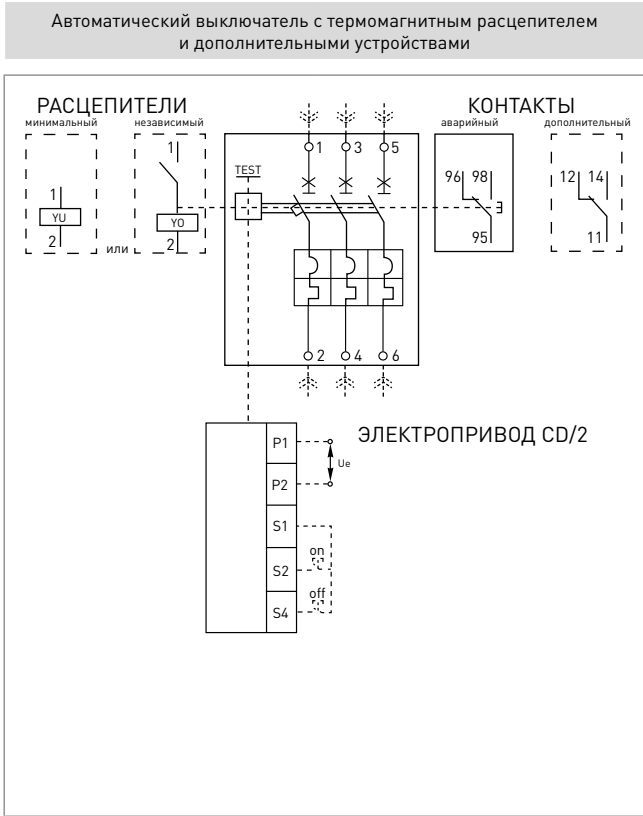 Автоматический выключатель с термомагнитным расцепителем
и дополнительными устройствами
РАСЦЕПИТЕЛИ
КОНТАКТЫ
минимальный
независимый
аварийный
дополнительный
1
3
5
TEST
1
YU
2
или
1
YO
2
96
98
95
12
14
11
2
4
6
ЭЛЕКТРОПРИВОД CD/2
P1
Ue
P2
S1
on
S2
off
S4